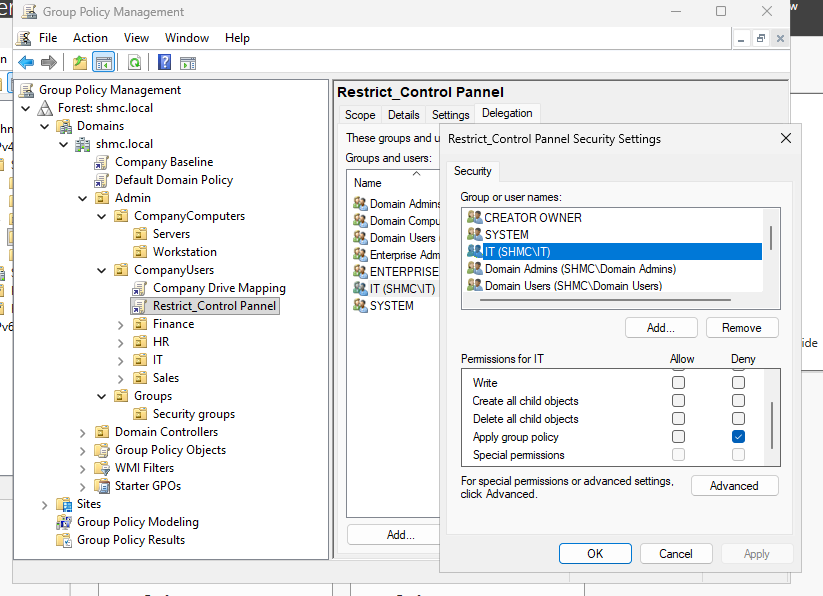 Group Policy Management
File Action View Window Help
Group Policy Management
Forest: shmc.local
Domains
shmc.local
Company Baseline
Default Domain Policy
Admin
CompanyComputers
Servers
Workstation
CompanyUsers
Company Drive Mapping
Restrict_Control Pannel
Finance
HR
IT
Sales
Groups
Security groups
Domain Controllers
Group Policy Objects
WMI Filters
Starter GPOs
Sites
Group Policy Modeling
Group Policy Results
Restrict_Control Pannel
Scope Details Settings Delegation
These groups and u
Groups and users:
Name
Domain Admins
Domain Compu
Domain Users
Enterprise Adm
ENTERPRISE
IT (SHMC\IT)
SYSTEM
Add...
Restrict_Control Pannel Security Settings
Security
Group or user names:
CREATOR OWNER
SYSTEM
IT (SHMC\IT)
Domain Admins (SHMC\Domain Admins)
Domain Users (SHMC\Domain Users)
Add... Remove
Permissions for IT Allow Deny
Write
Create all child objects
Delete all child objects
Apply group policy
Special permissions
For special permissions or advanced settings,
click Advanced.
Advanced
OK Cancel Apply